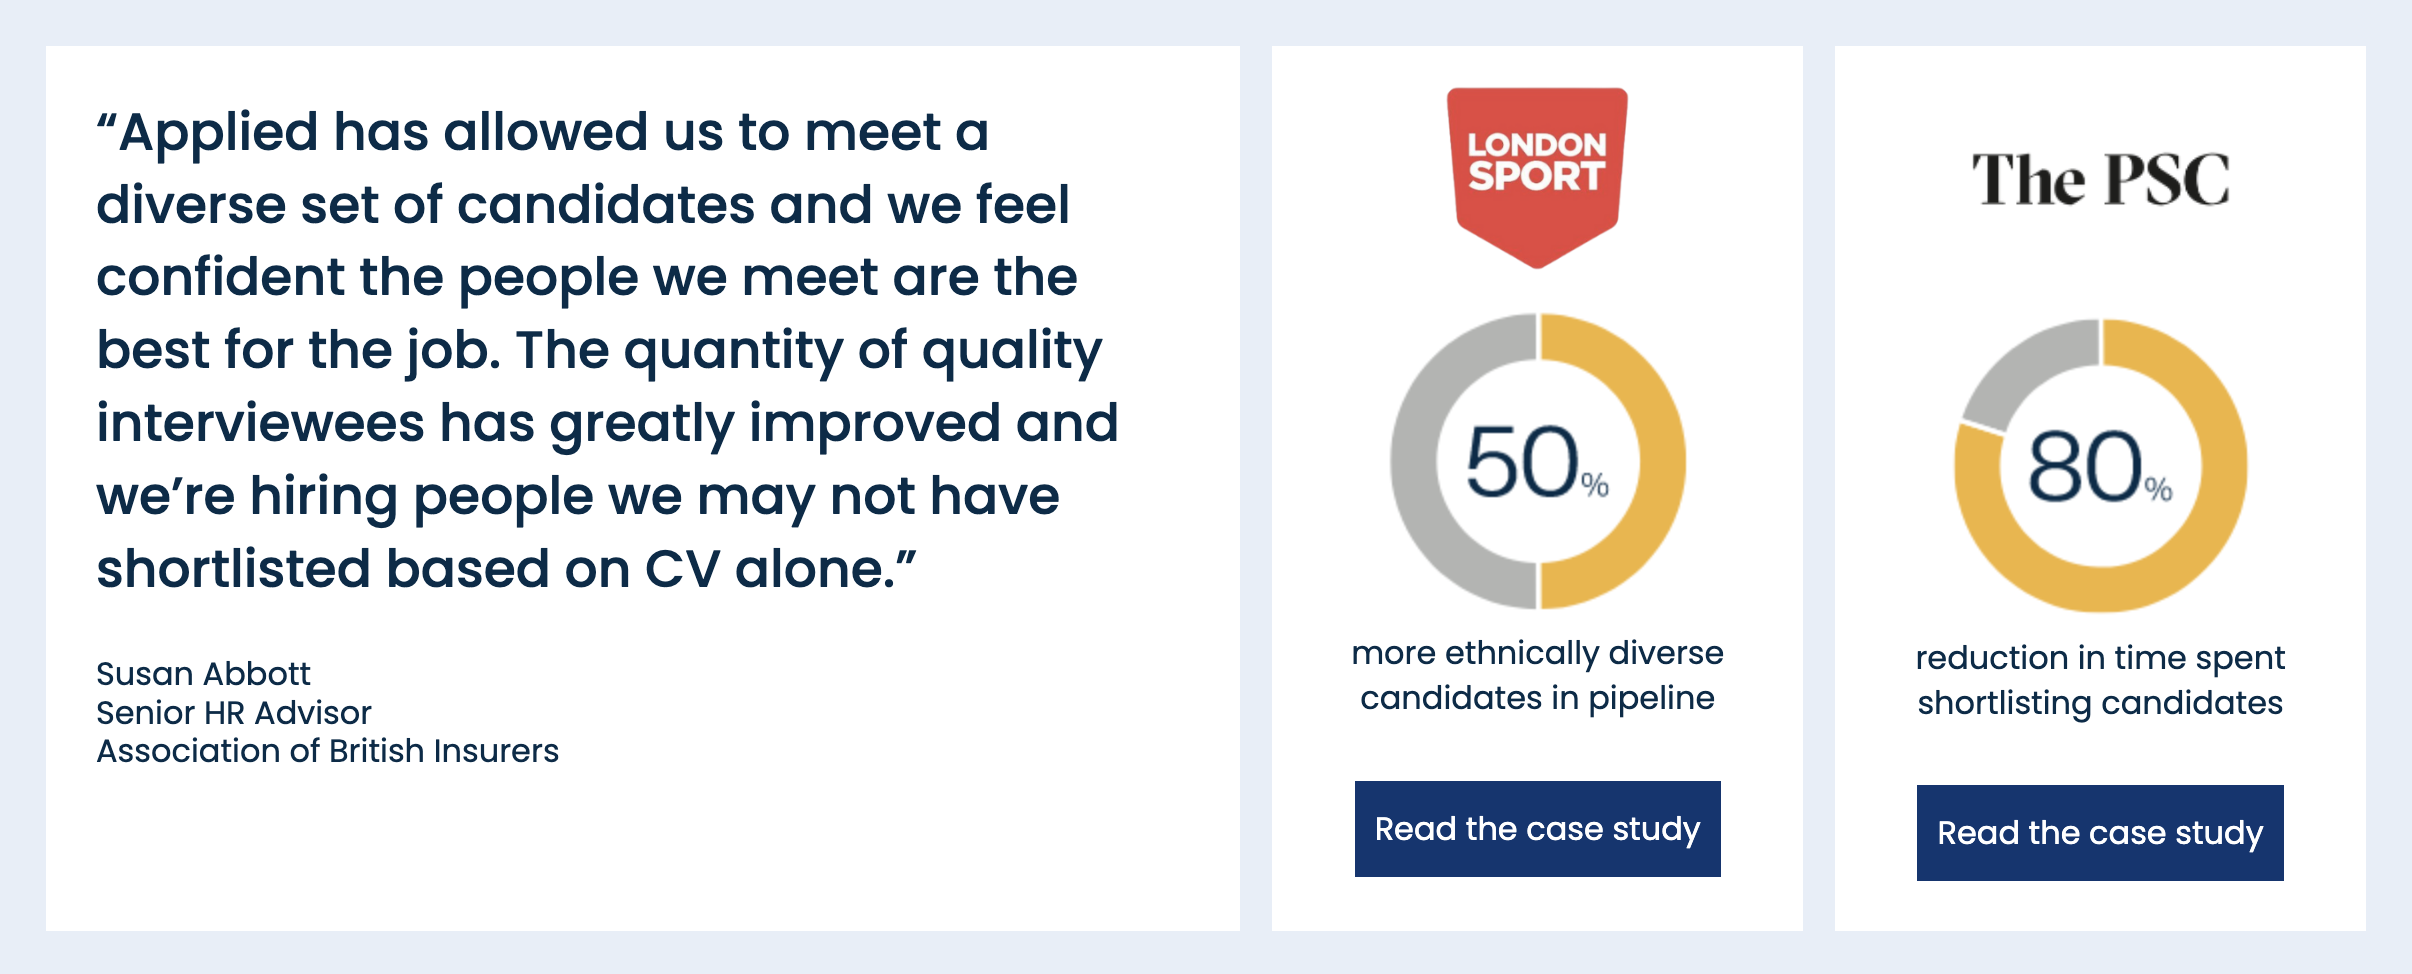 “Applied has allowed us to meet a
diverse set of candidates and we feel
confident the people we meet are the
best for the job. The quantity of quality
interviewees has greatly improved and
we’re hiring people we may not have
shortlisted based on CV alone.”
Susan Abbott
Senior HR Advisor
Association of British Insurers
LONDON
SPORT
50%
more ethnically diverse
candidates in pipeline
Read the case study
The PSC
80%
reduction in time spent
shortlisting candidates
Read the case study